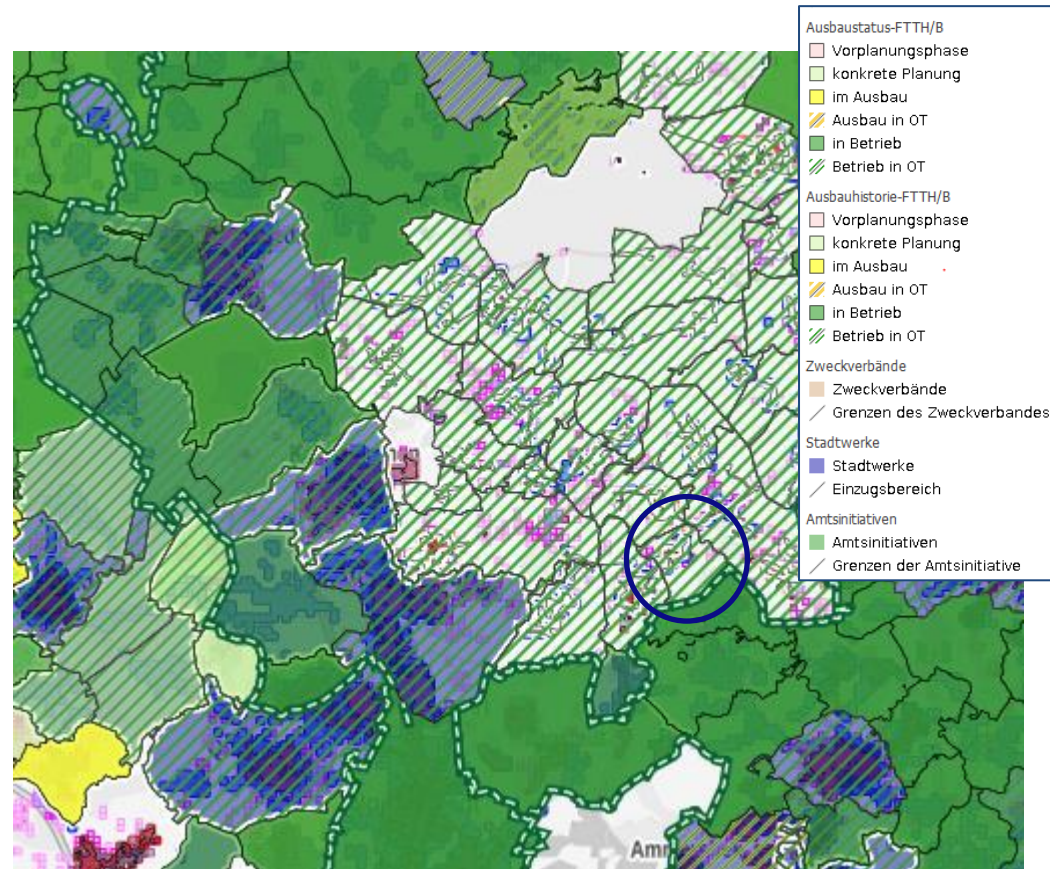 Ausbaustatus-FTTH/B
Vorplanungsphase
konkrete Planung
im Ausbau
Ausbau in OT
in Betrieb
Betrieb in OT
Ausbauhistorie-FTTH/B
Vorplanungsphase
konkrete Planung
im Ausbau
Ausbau in OT
in Betrieb
Betrieb in OT
Zweckverbände
Zweckverbände
Grenzen des Zweckverbandes
Stadtwerke
Stadtwerke
Einzugsbereich
Amtsinitiativen
Amtsinitiativen
Grenzen der Amtsinitiative